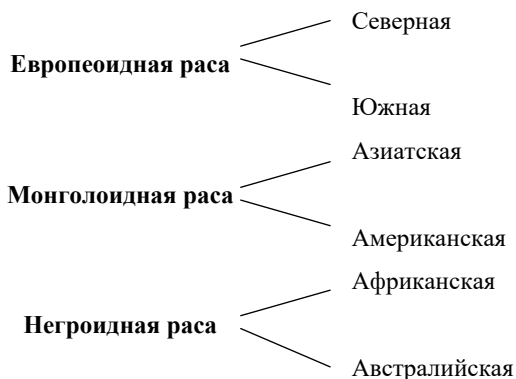 Северная
Европеоидная раса
Южная
Азиатская
Монголоидная раса
Американская
Африканская
Негроидная раса
Австралийская